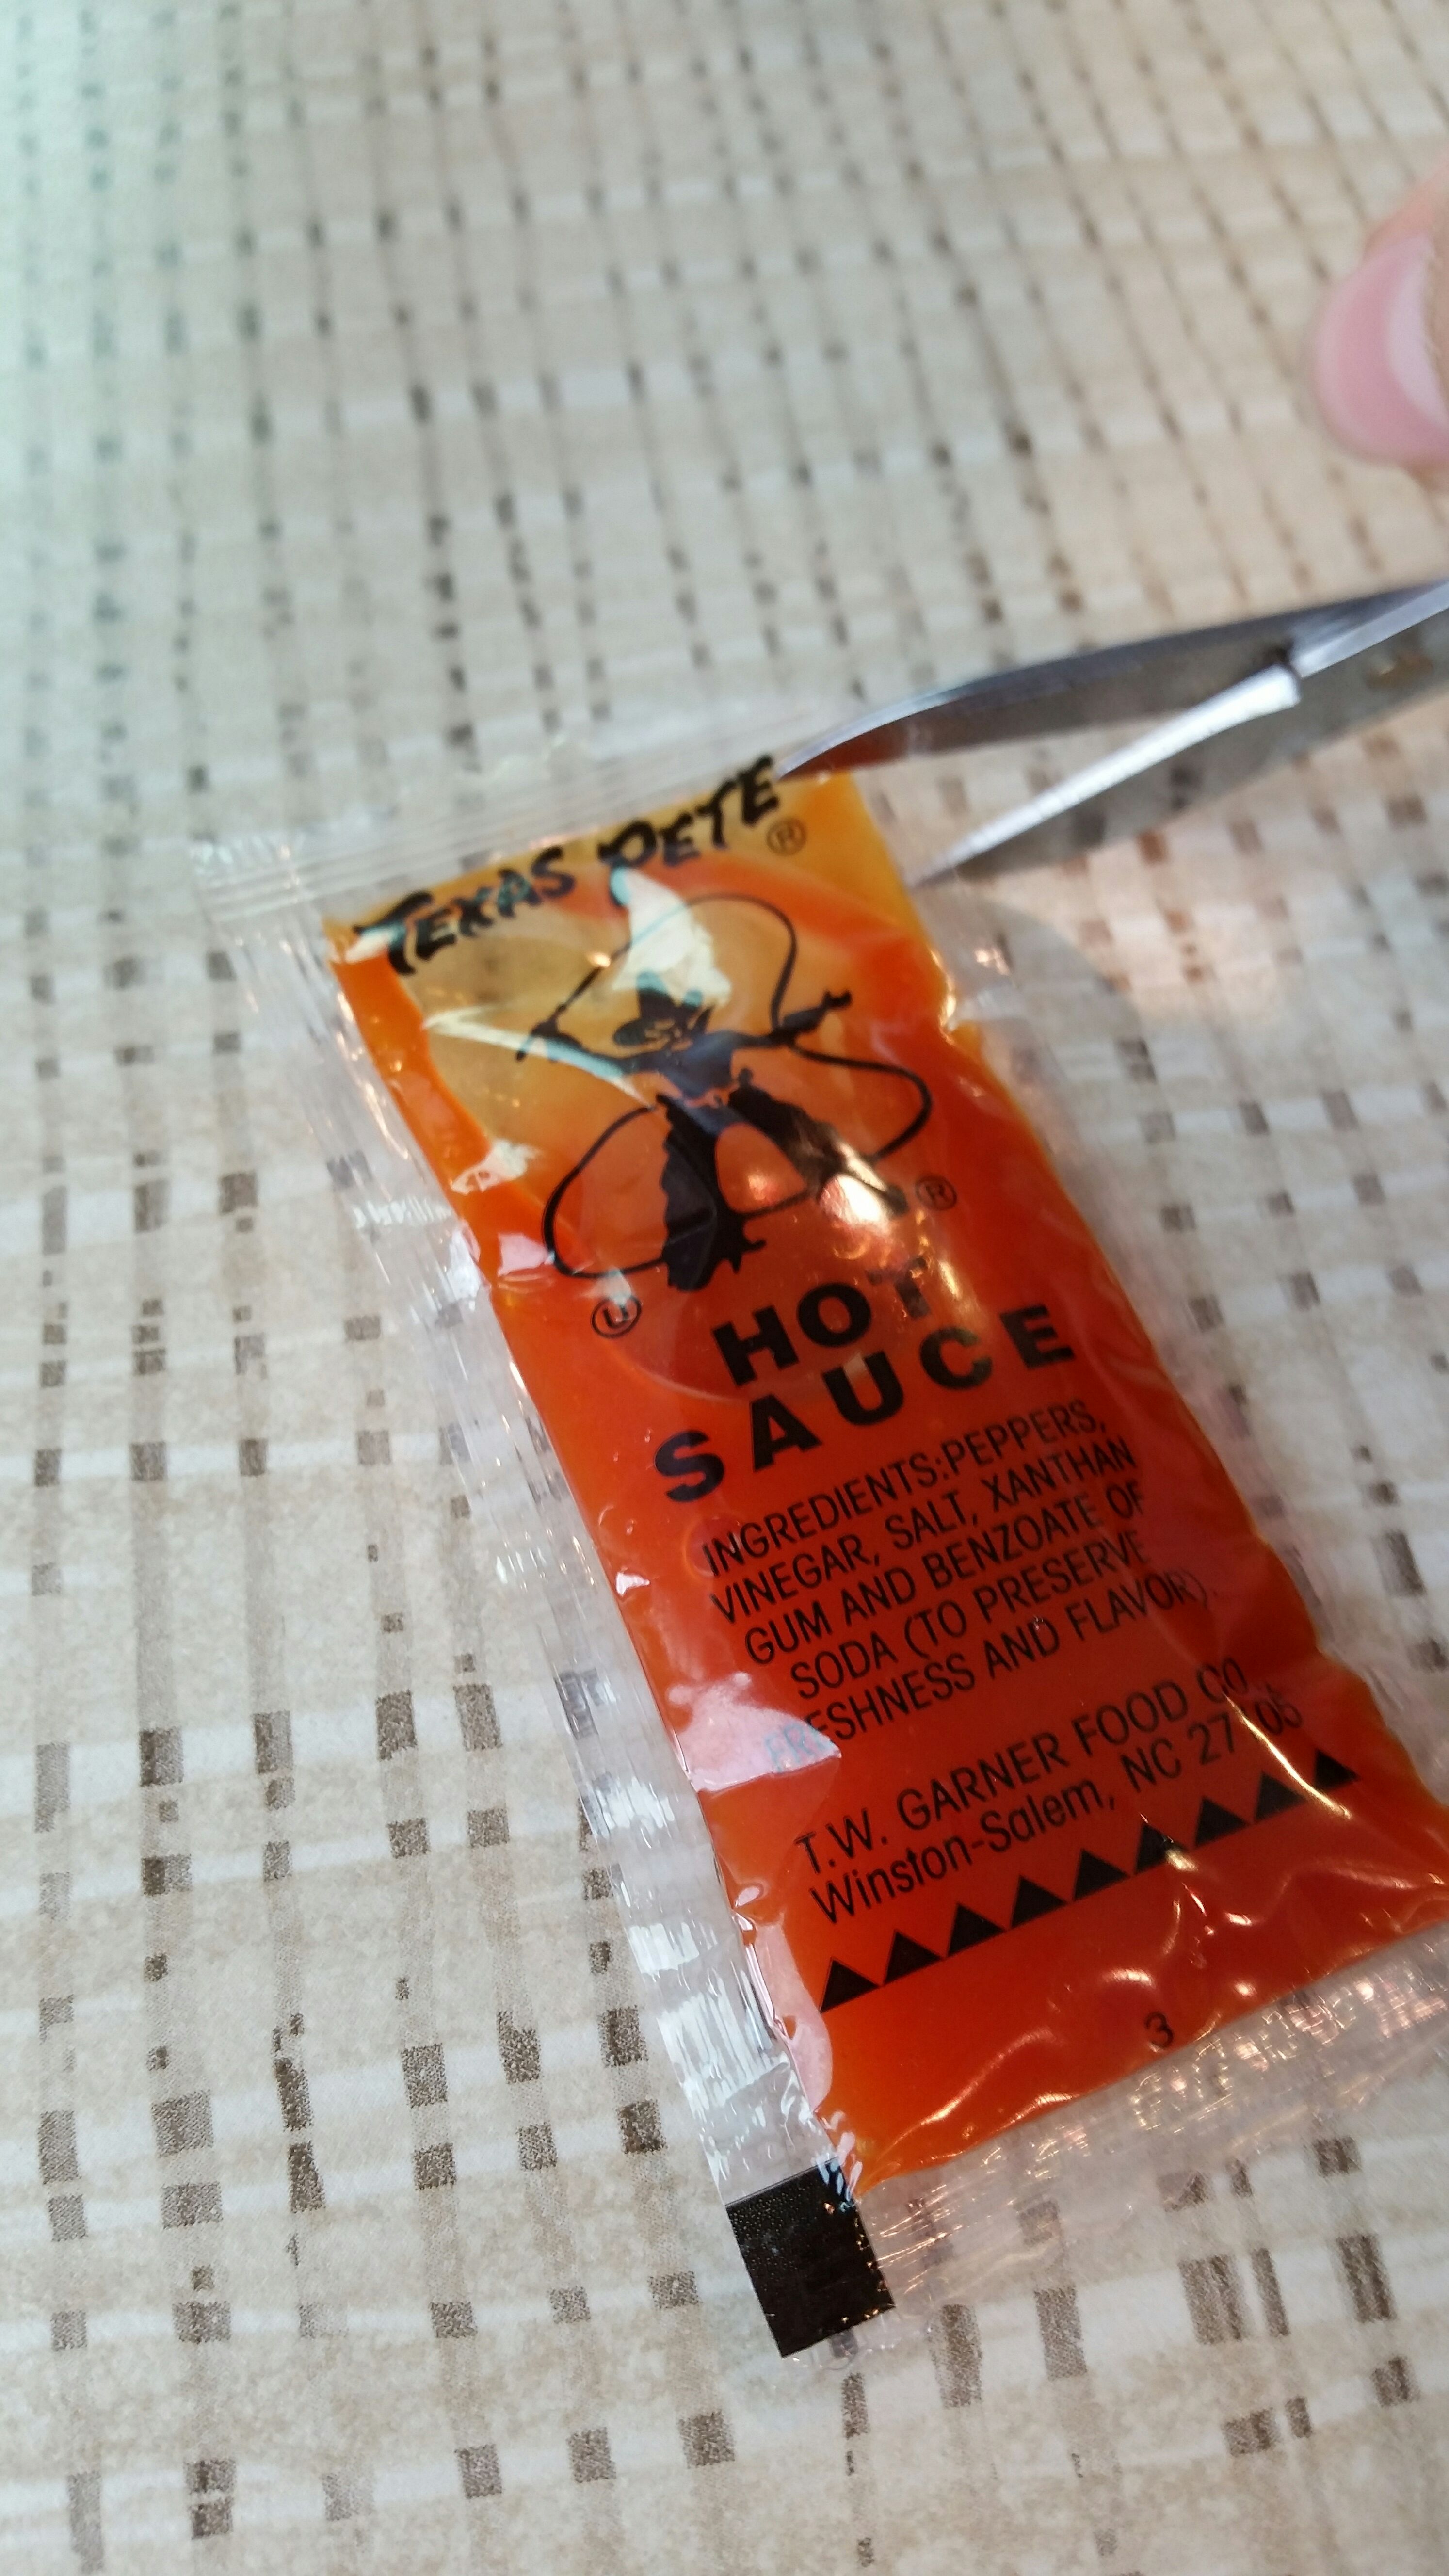 TEXAS PETE®
®
Ⓤ
HOT
SAUCE
INGREDIENTS:PEPPERS,
VINEGAR, SALT, XANTHAN
GUM AND BENZOATE OF
SODA (TO PRESERVE
FRESHNESS AND FLAVOR).
T.W. GARNER FOOD CO.
Winston-Salem, NC
3